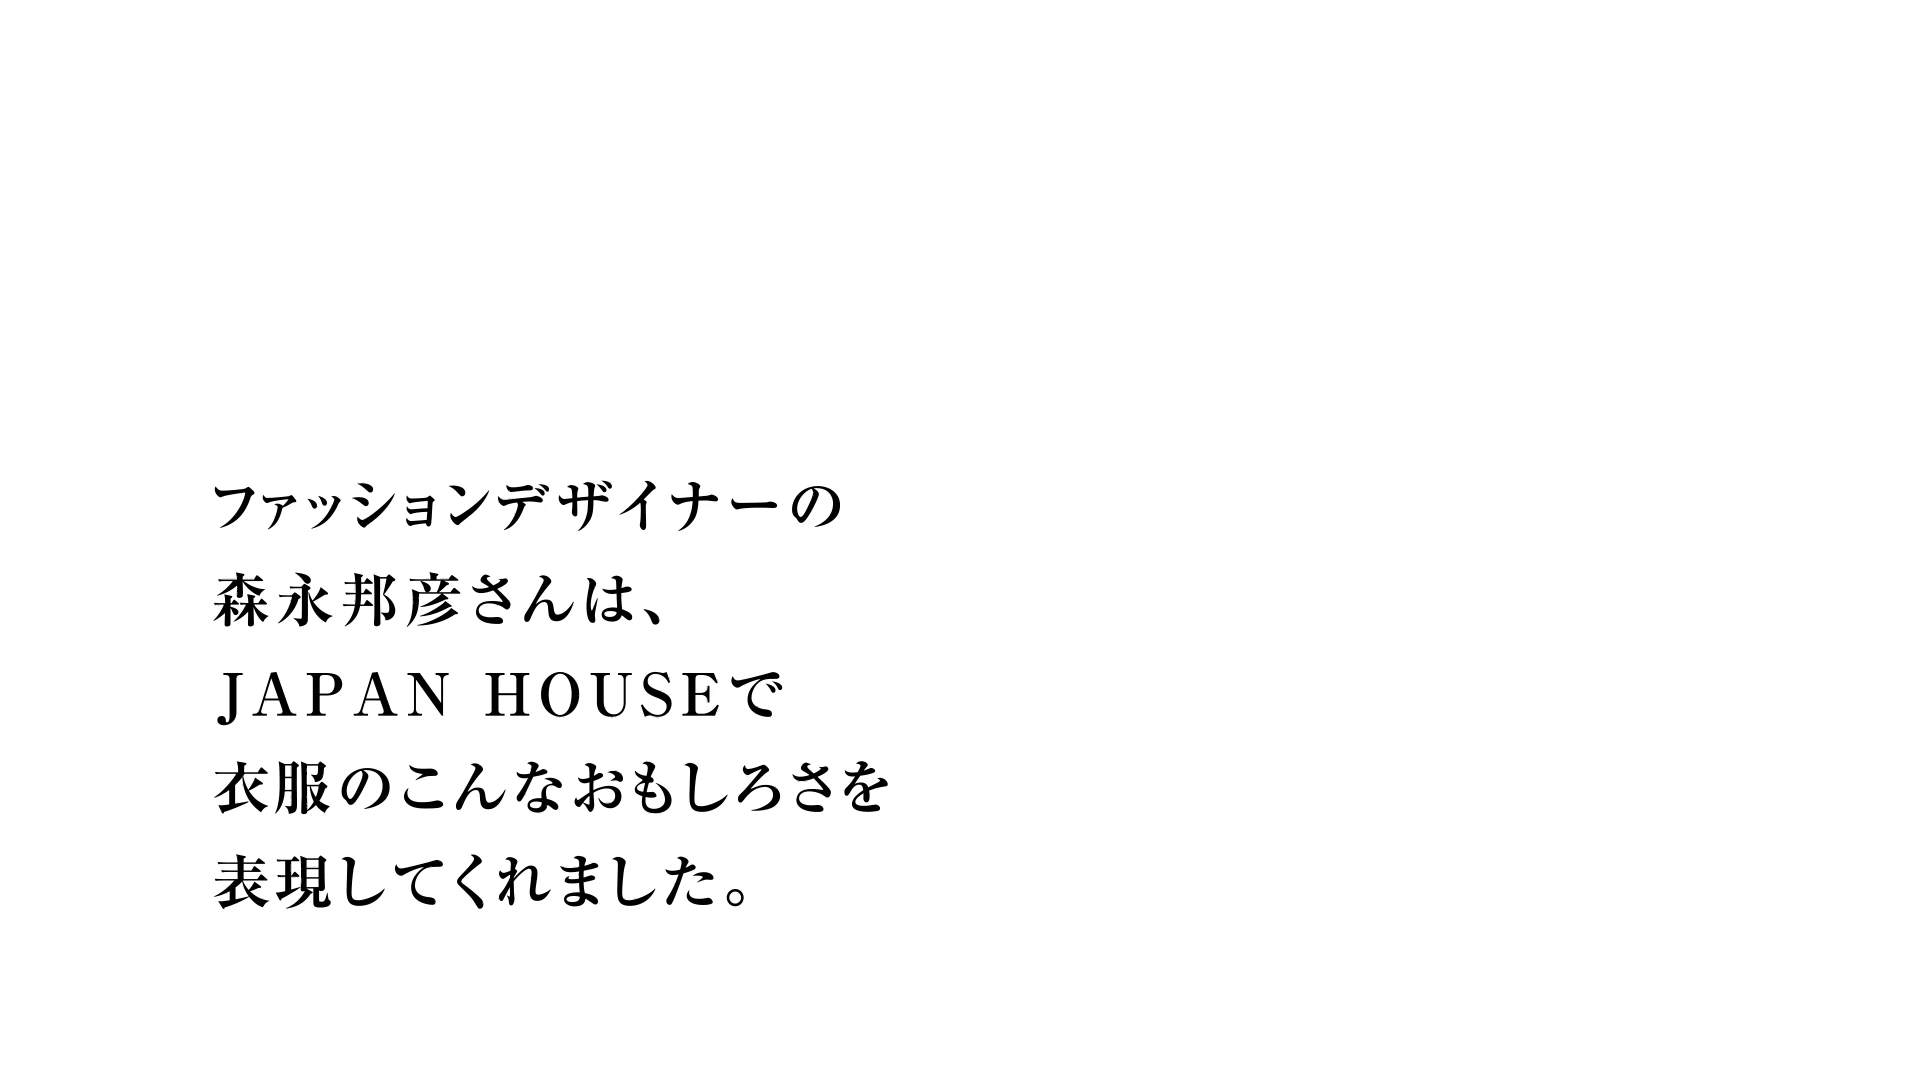 ファッションデザイナーの
森永邦彦さんは、
JAPAN HOUSEで
衣服のこんなおもしろさを
表現してくれました。